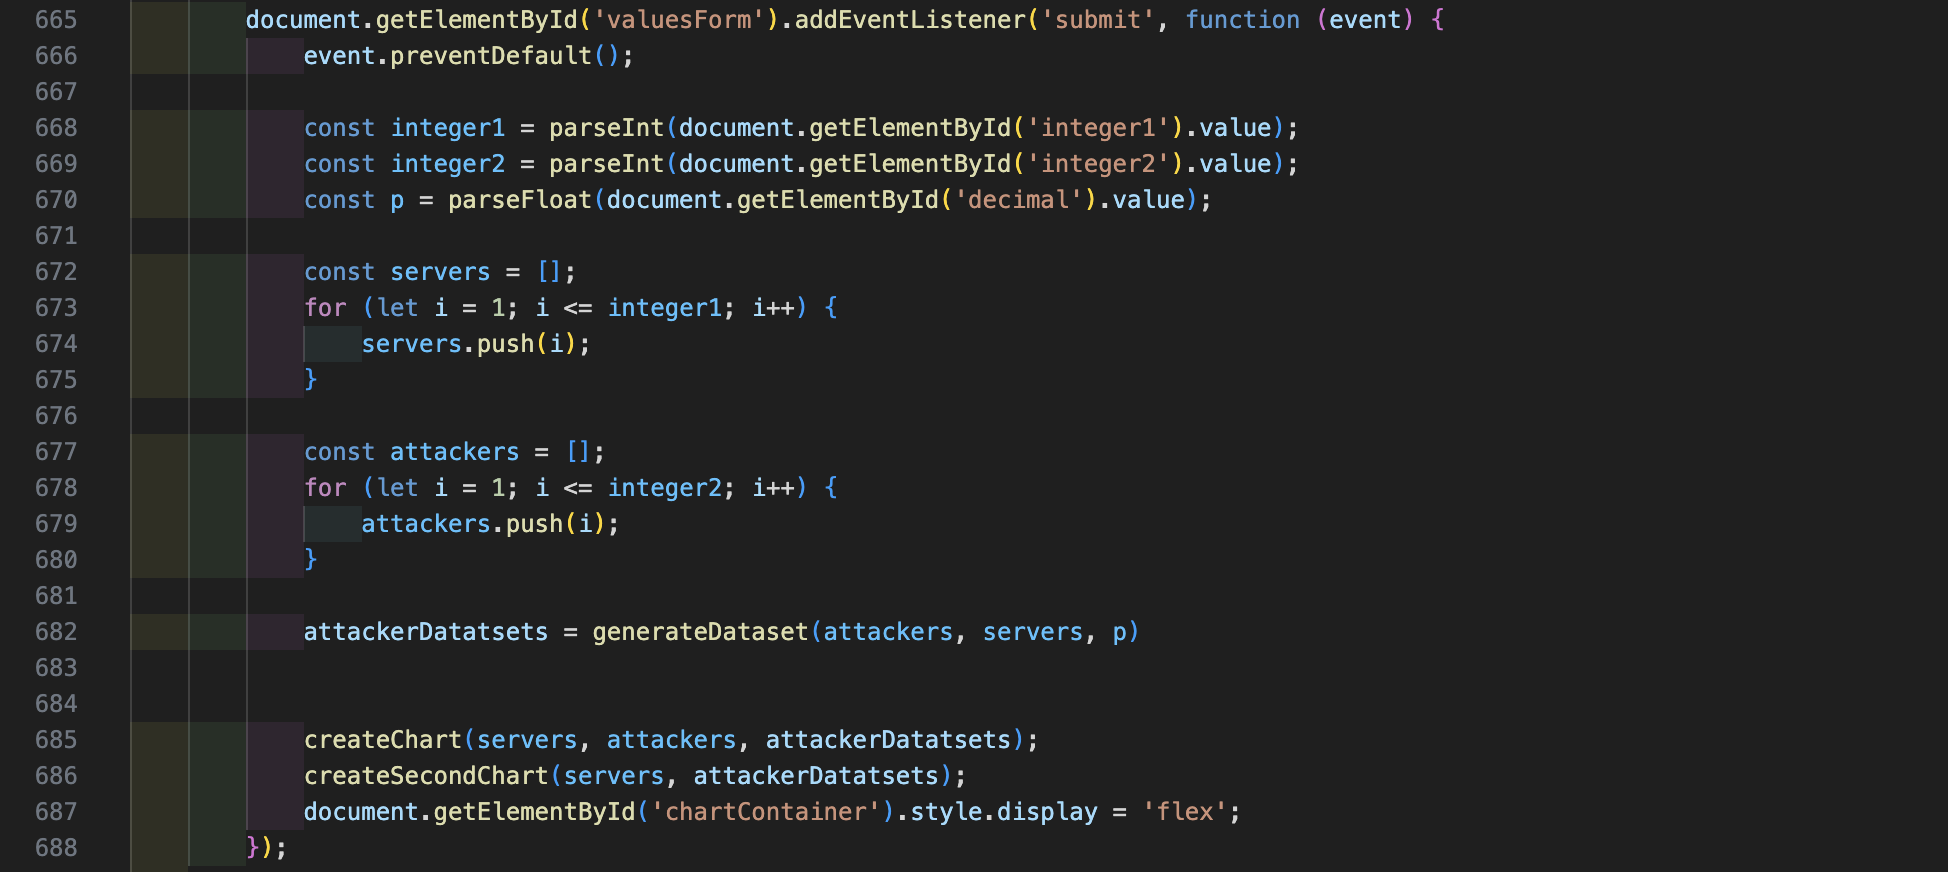 665 document.getElementById('valuesForm').addEventListener('submit', function (event) {
666 event.preventDefault();
667
668 const integer1 = parseInt(document.getElementById('integer1').value);
669 const integer2 = parseInt(document.getElementById('integer2').value);
670 const p = parseFloat(document.getElementById('decimal').value);
671
672 const servers = [];
673 for (let i = 1; i <= integer1; i++) {
674 servers.push(i);
675 }
676
677 const attackers = [];
678 for (let i = 1; i <= integer2; i++) {
679 attackers.push(i);
680 }
681
682 attackerDatatsets = generateDataset(attackers, servers, p)
683
684
685 createChart(servers, attackers, attackerDatatsets);
686 createSecondChart(servers, attackerDatatsets);
687 document.getElementById('chartContainer').style.display = 'flex';
688 });